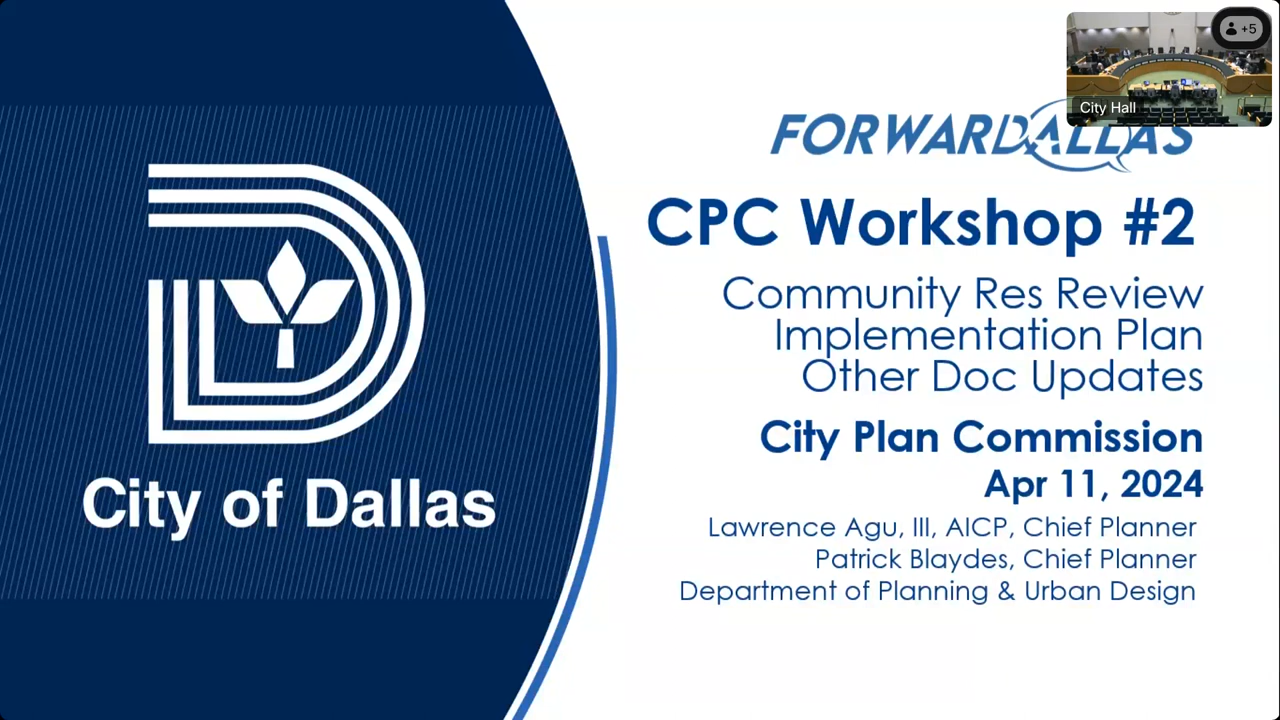 +5
City Hall
FORWARDALLAS
CPC Workshop #2
Community Res Review
Implementation Plan
Other Doc Updates
City Plan Commission
Apr 11, 2024
Lawrence Agu, III, AICP, Chief Planner
Patrick Blaydes, Chief Planner
Department of Planning & Urban Design
City of Dallas